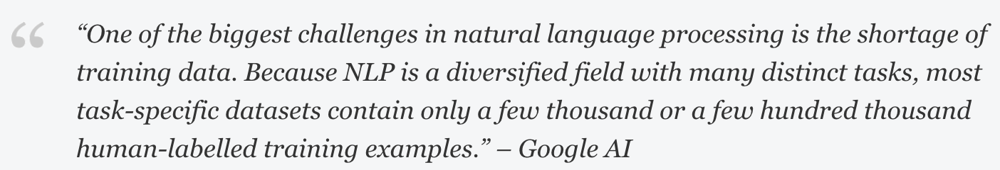 “One of the biggest challenges in natural language processing is the shortage of
training data. Because NLP is a diversified field with many distinct tasks, most
task-specific datasets contain only a few thousand or a few hundred thousand
human-labelled training examples.” – Google AI